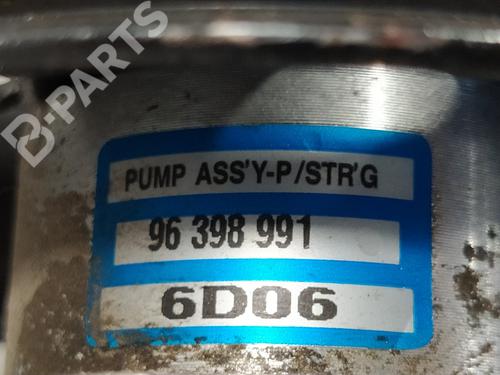 B-PARTS
PUMP ASS'Y-P/STR'G
96 398 991
6D06